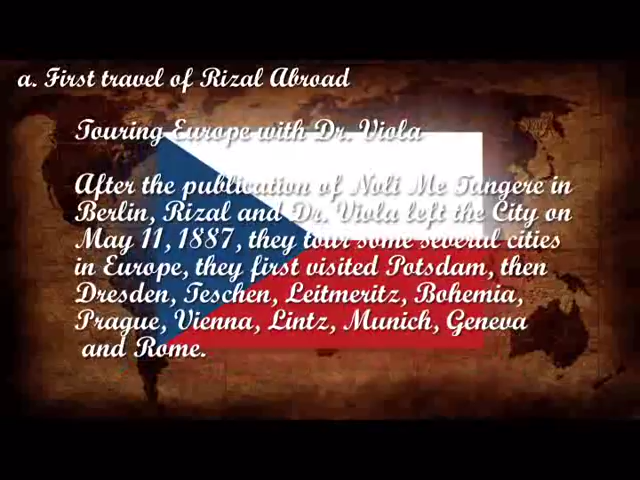 a. First travel of Rizal Abroad
Touring Europe with Dr. Viola
After the publication of Noli Me Tangere in
Berlin, Rizal and Dr. Viola left the City on
May 11, 1887, they tour some several cities
in Europe, they first visited Potsdam, then
Dresden, Teschen, Leitmeritz, Bohemia,
Prague, Vienna, Lintz, Munich, Geneva
and Rome.